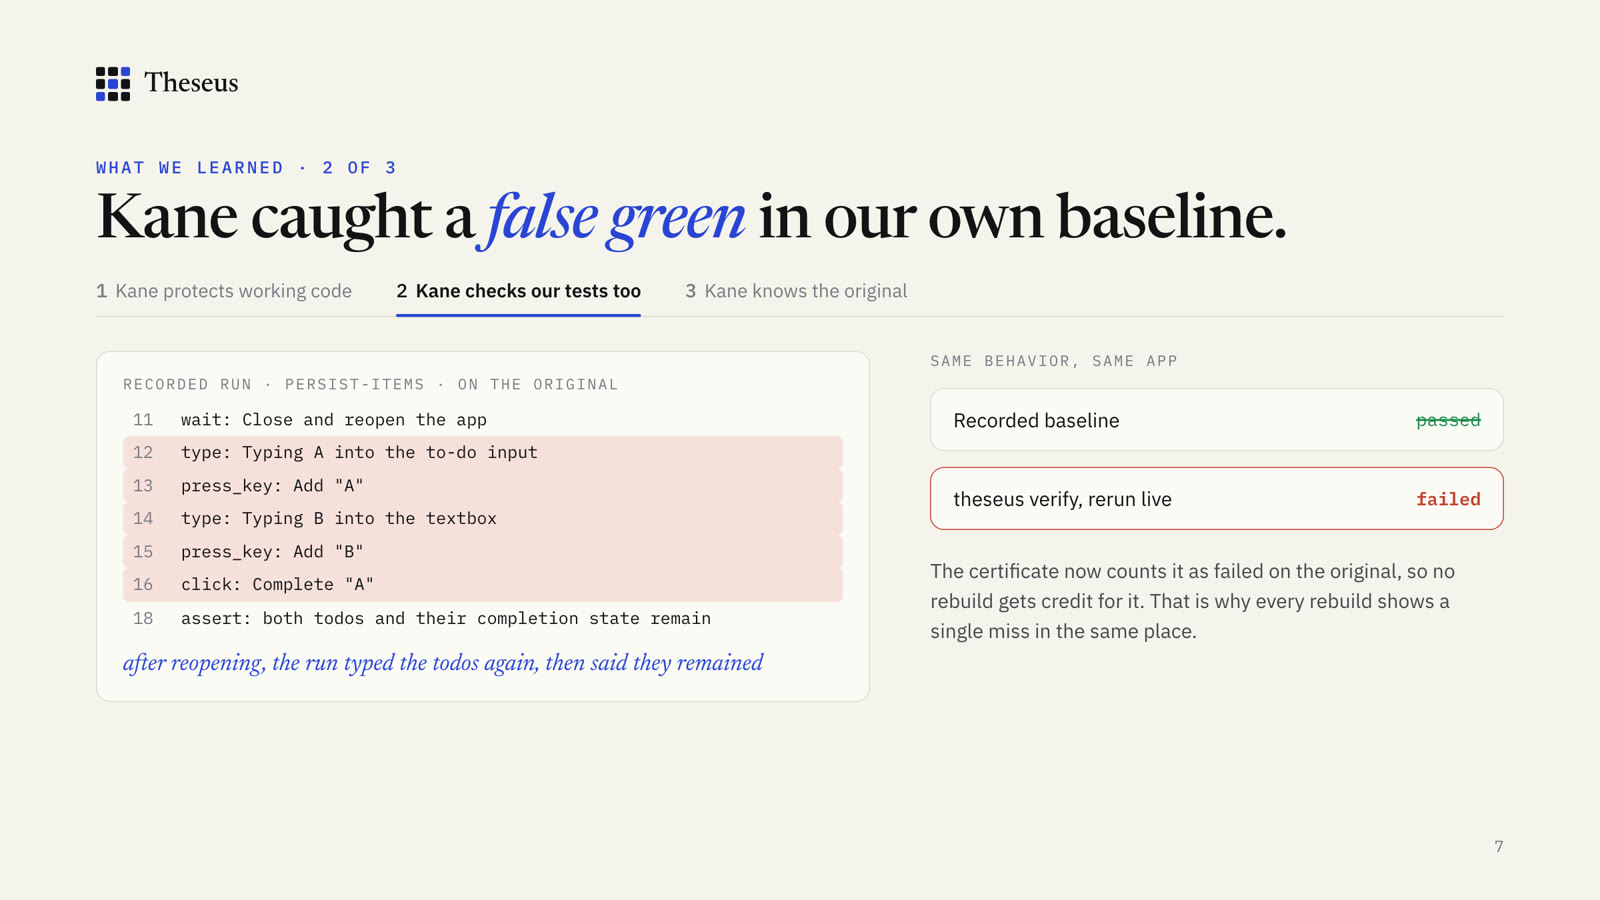 Theseus
WHAT WE LEARNED · 2 OF 3
Kane caught a false green in our own baseline.
1 Kane protects working code
2 Kane checks our tests too
3 Kane knows the original
RECORDED RUN · PERSIST-ITEMS · ON THE ORIGINAL
11 wait: Close and reopen the app
12 type: Typing A into the to-do input
13 press_key: Add "A"
14 type: Typing B into the textbox
15 press_key: Add "B"
16 click: Complete "A"
18 assert: both todos and their completion state remain
after reopening, the run typed the todos again, then said they remained
SAME BEHAVIOR, SAME APP
Recorded baseline passed
theseus verify, rerun live failed
The certificate now counts it as failed on the original, so no
rebuild gets credit for it. That is why every rebuild shows a
single miss in the same place.
7